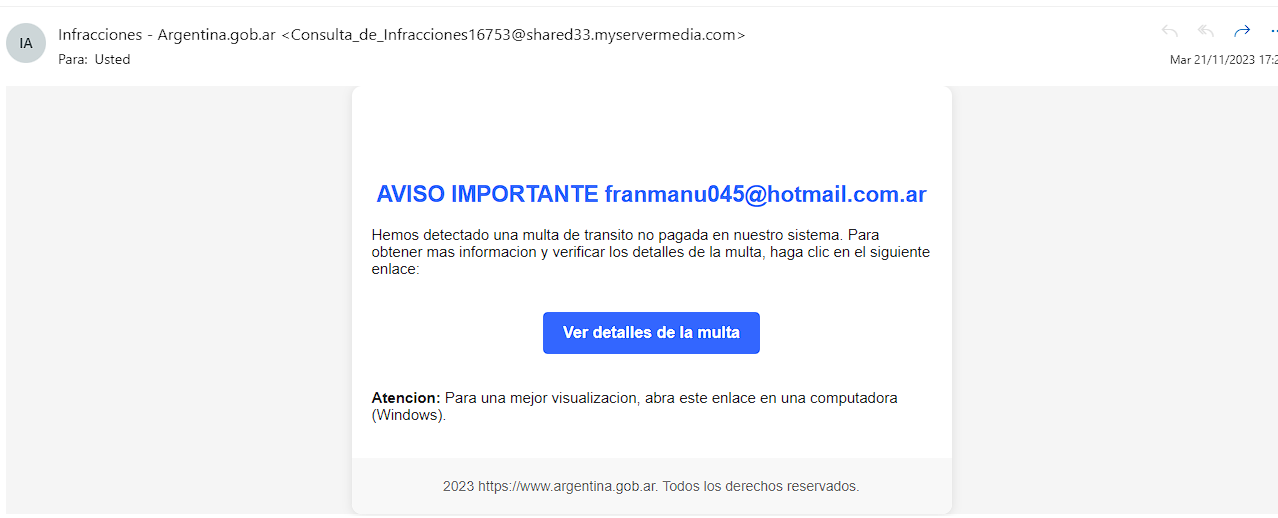 IA
Infracciones - Argentina.gob.ar <Consulta_de_Infracciones16753@shared33.myservermedia.com>
Para: Usted
Mar 21/11/2023 17:2
AVISO IMPORTANTE franmanu045@hotmail.com.ar
Hemos detectado una multa de transito no pagada en nuestro sistema. Para
obtener mas informacion y verificar los detalles de la multa, haga clic en el siguiente
enlace:
Ver detalles de la multa
Atencion: Para una mejor visualizacion, abra este enlace en una computadora
(Windows).
2023 https://www.argentina.gob.ar. Todos los derechos reservados.